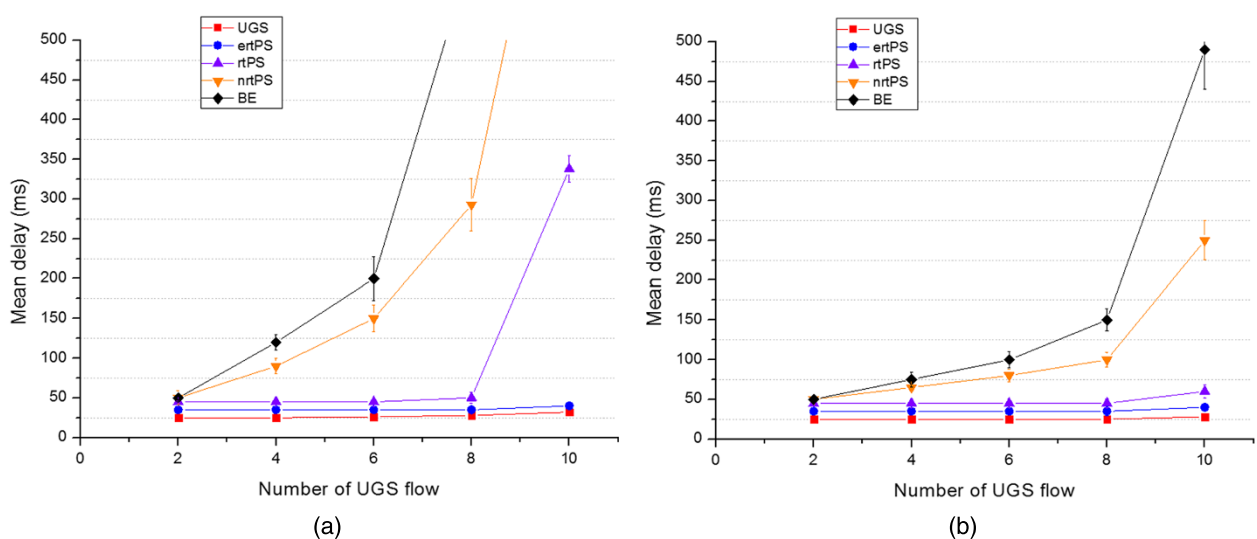 UGS
ertPS
rtPS
nrtPS
BE
500
450
400
350
300
250
200
150
100
50
0
0 2 4 6 8 10
Mean delay (ms)
Number of UGS flow
(a)
UGS
ertPS
rtPS
nrtPS
BE
500
450
400
350
300
250
200
150
100
50
0
0 2 4 6 8 10
Mean delay (ms)
Number of UGS flow
(b)